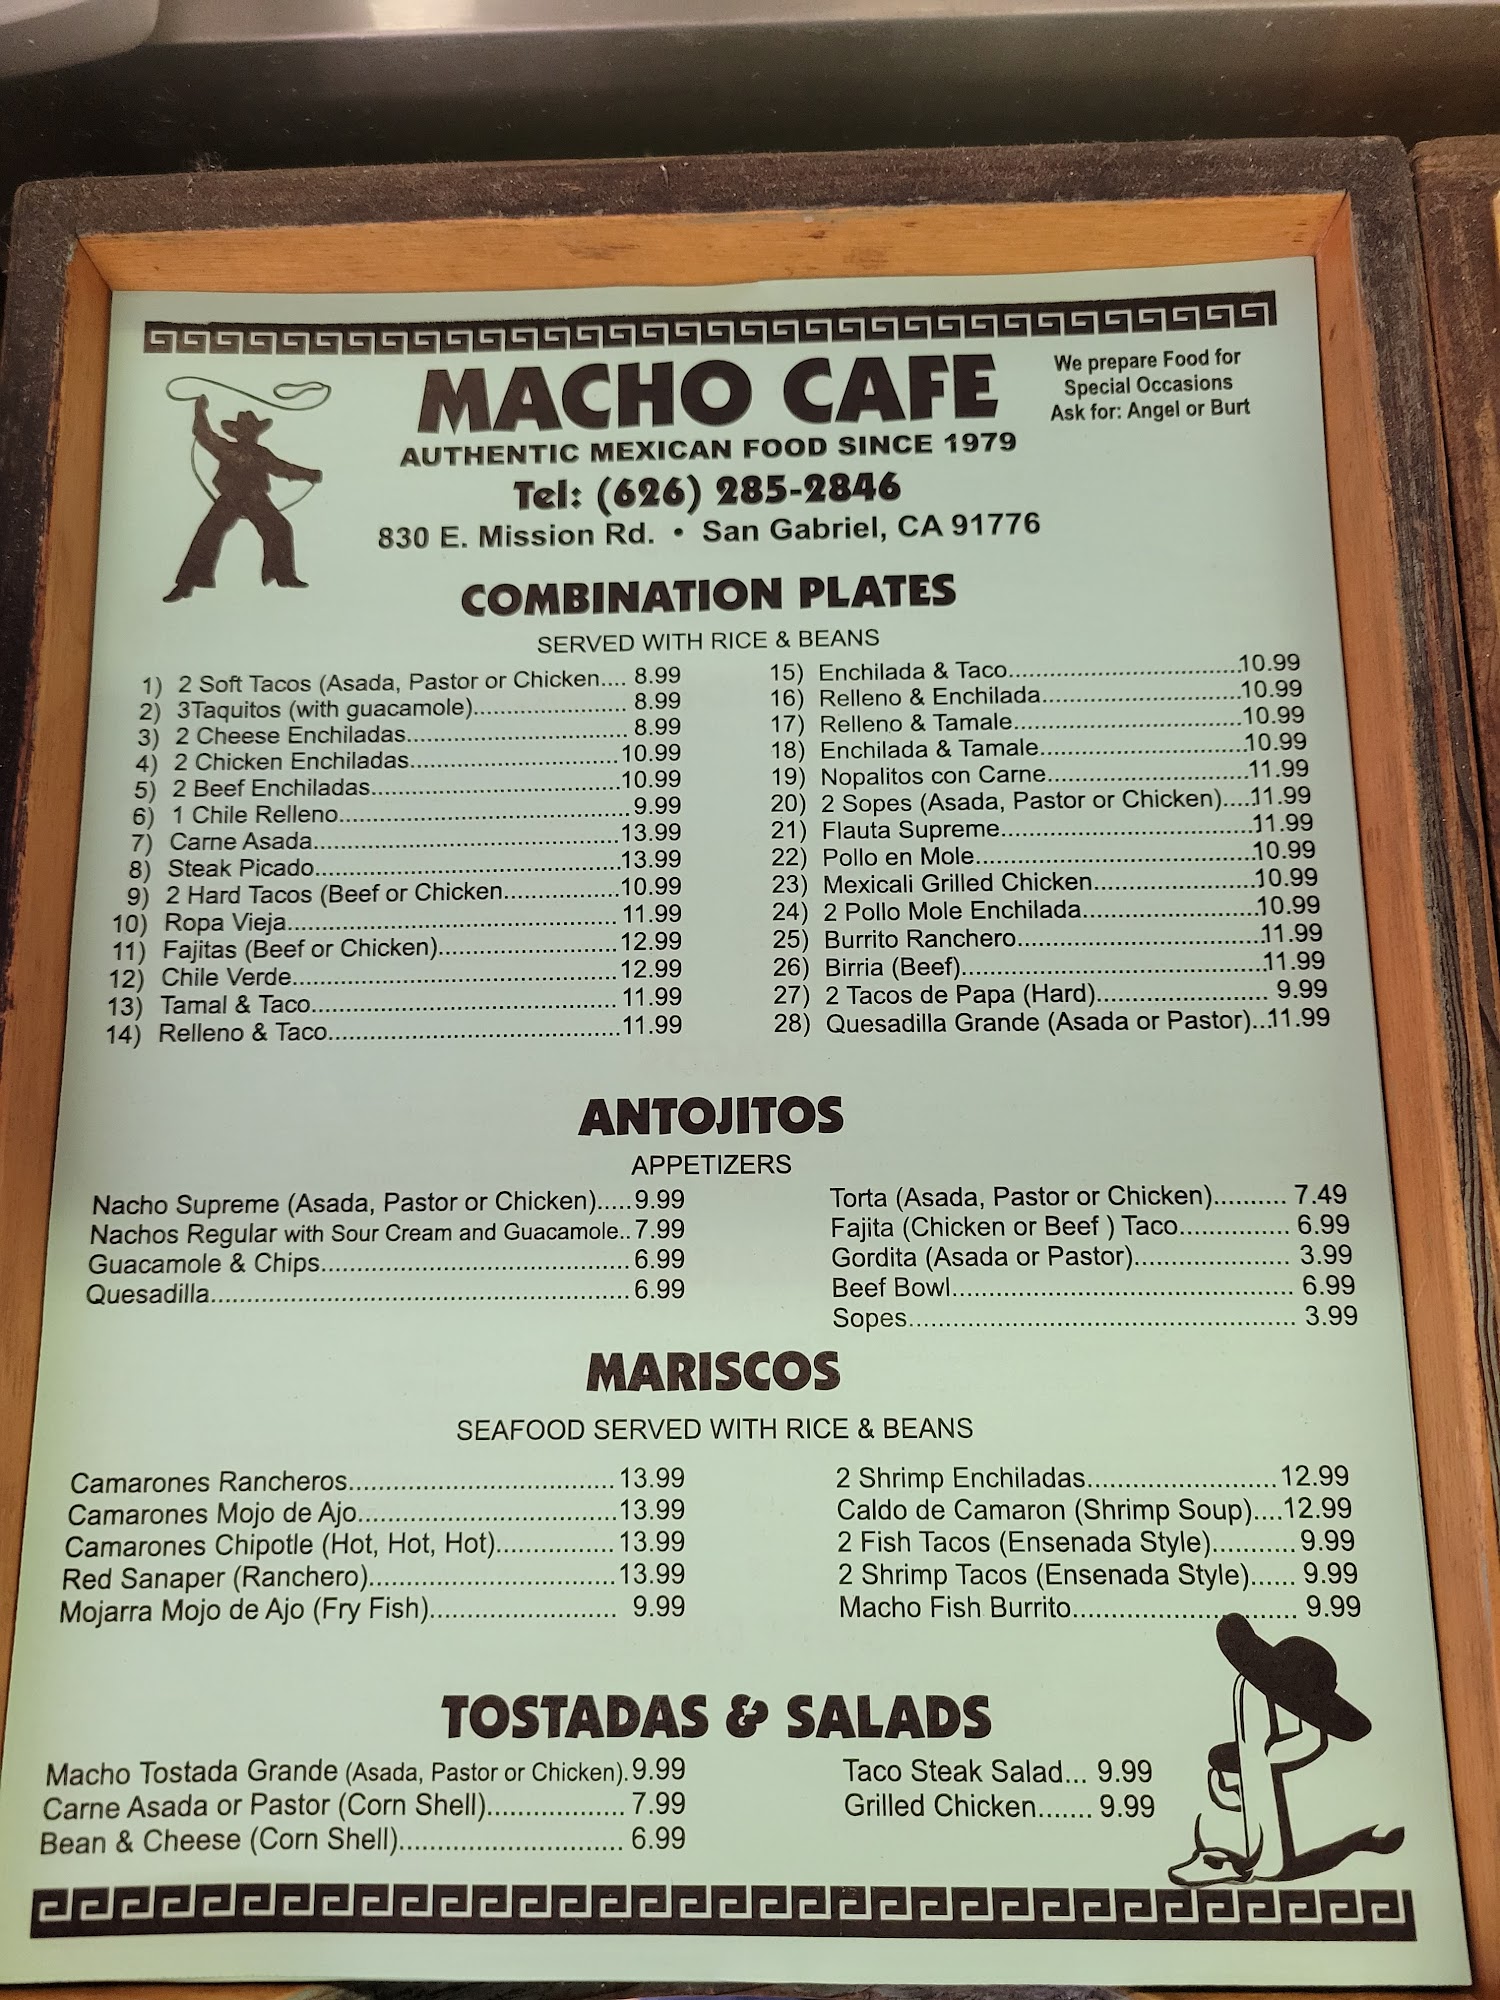 MACHO CAFE
We prepare Food for
Special Occasions
Ask for: Angel or Burt
AUTHENTIC MEXICAN FOOD SINCE 1979
Tel: (626) 285-2846
830 E. Mission Rd. • San Gabriel, CA 91776
COMBINATION PLATES
SERVED WITH RICE & BEANS
1) 2 Soft Tacos (Asada, Pastor or Chicken.... 8.99
2) 3Taquitos (with guacamole)...................... 8.99
3) 2 Cheese Enchiladas................................ 8.99
4) 2 Chicken Enchiladas..............................10.99
5) 2 Beef Enchiladas...................................10.99
6) 1 Chile Relleno.........................................9.99
7) Carne Asada...........................................13.99
8) Steak Picado...........................................13.99
9) 2 Hard Tacos (Beef or Chicken................10.99
10) Ropa Vieja.............................................. 11.99
11) Fajitas (Beef or Chicken).........................12.99
12) Chile Verde..............................................12.99
13) Tamal & Taco........................................... 11.99
14) Relleno & Taco.........................................11.99
15) Enchilada & Taco................................10.99
16) Relleno & Enchilada............................10.99
17) Relleno & Tamale................................10.99
18) Enchilada & Tamale.............................10.99
19) Nopalitos con Carne............................11.99
20) 2 Sopes (Asada, Pastor or Chicken)....11.99
21) Flauta Supreme...................................11.99
22) Pollo en Mole......................................10.99
23) Mexicali Grilled Chicken.......................10.99
24) 2 Pollo Mole Enchilada........................10.99
25) Burrito Ranchero..................................11.99
26) Birria (Beef)..........................................11.99
27) 2 Tacos de Papa (Hard)........................ 9.99
28) Quesadilla Grande (Asada or Pastor)...11.99
ANTOJITOS
APPETIZERS
Nacho Supreme (Asada, Pastor or Chicken).....9.99
Nachos Regular with Sour Cream and Guacamole..7.99
Guacamole & Chips.........................................6.99
Quesadilla........................................................6.99
Torta (Asada, Pastor or Chicken).......... 7.49
Fajita (Chicken or Beef ) Taco............... 6.99
Gordita (Asada or Pastor)..................... 3.99
Beef Bowl.............................................. 6.99
Sopes.................................................... 3.99
MARISCOS
SEAFOOD SERVED WITH RICE & BEANS
Camarones Rancheros...................................13.99
Camarones Mojo de Ajo..................................13.99
Camarones Chipotle (Hot, Hot, Hot)................13.99
Red Sanaper (Ranchero).................................13.99
Mojarra Mojo de Ajo (Fry Fish)......................... 9.99
2 Shrimp Enchiladas.........................12.99
Caldo de Camaron (Shrimp Soup)....12.99
2 Fish Tacos (Ensenada Style)...........9.99
2 Shrimp Tacos (Ensenada Style)...... 9.99
Macho Fish Burrito.............................. 9.99
TOSTADAS & SALADS
Macho Tostada Grande (Asada, Pastor or Chicken).9.99
Carne Asada or Pastor (Corn Shell)................... 7.99
Bean & Cheese (Corn Shell).............................. 6.99
Taco Steak Salad... 9.99
Grilled Chicken....... 9.99